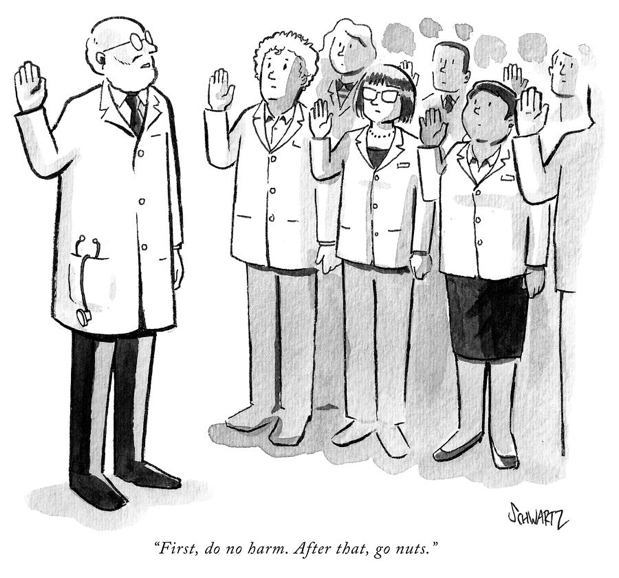 SCHWARTZ
“First, do no harm. After that, go nuts.”